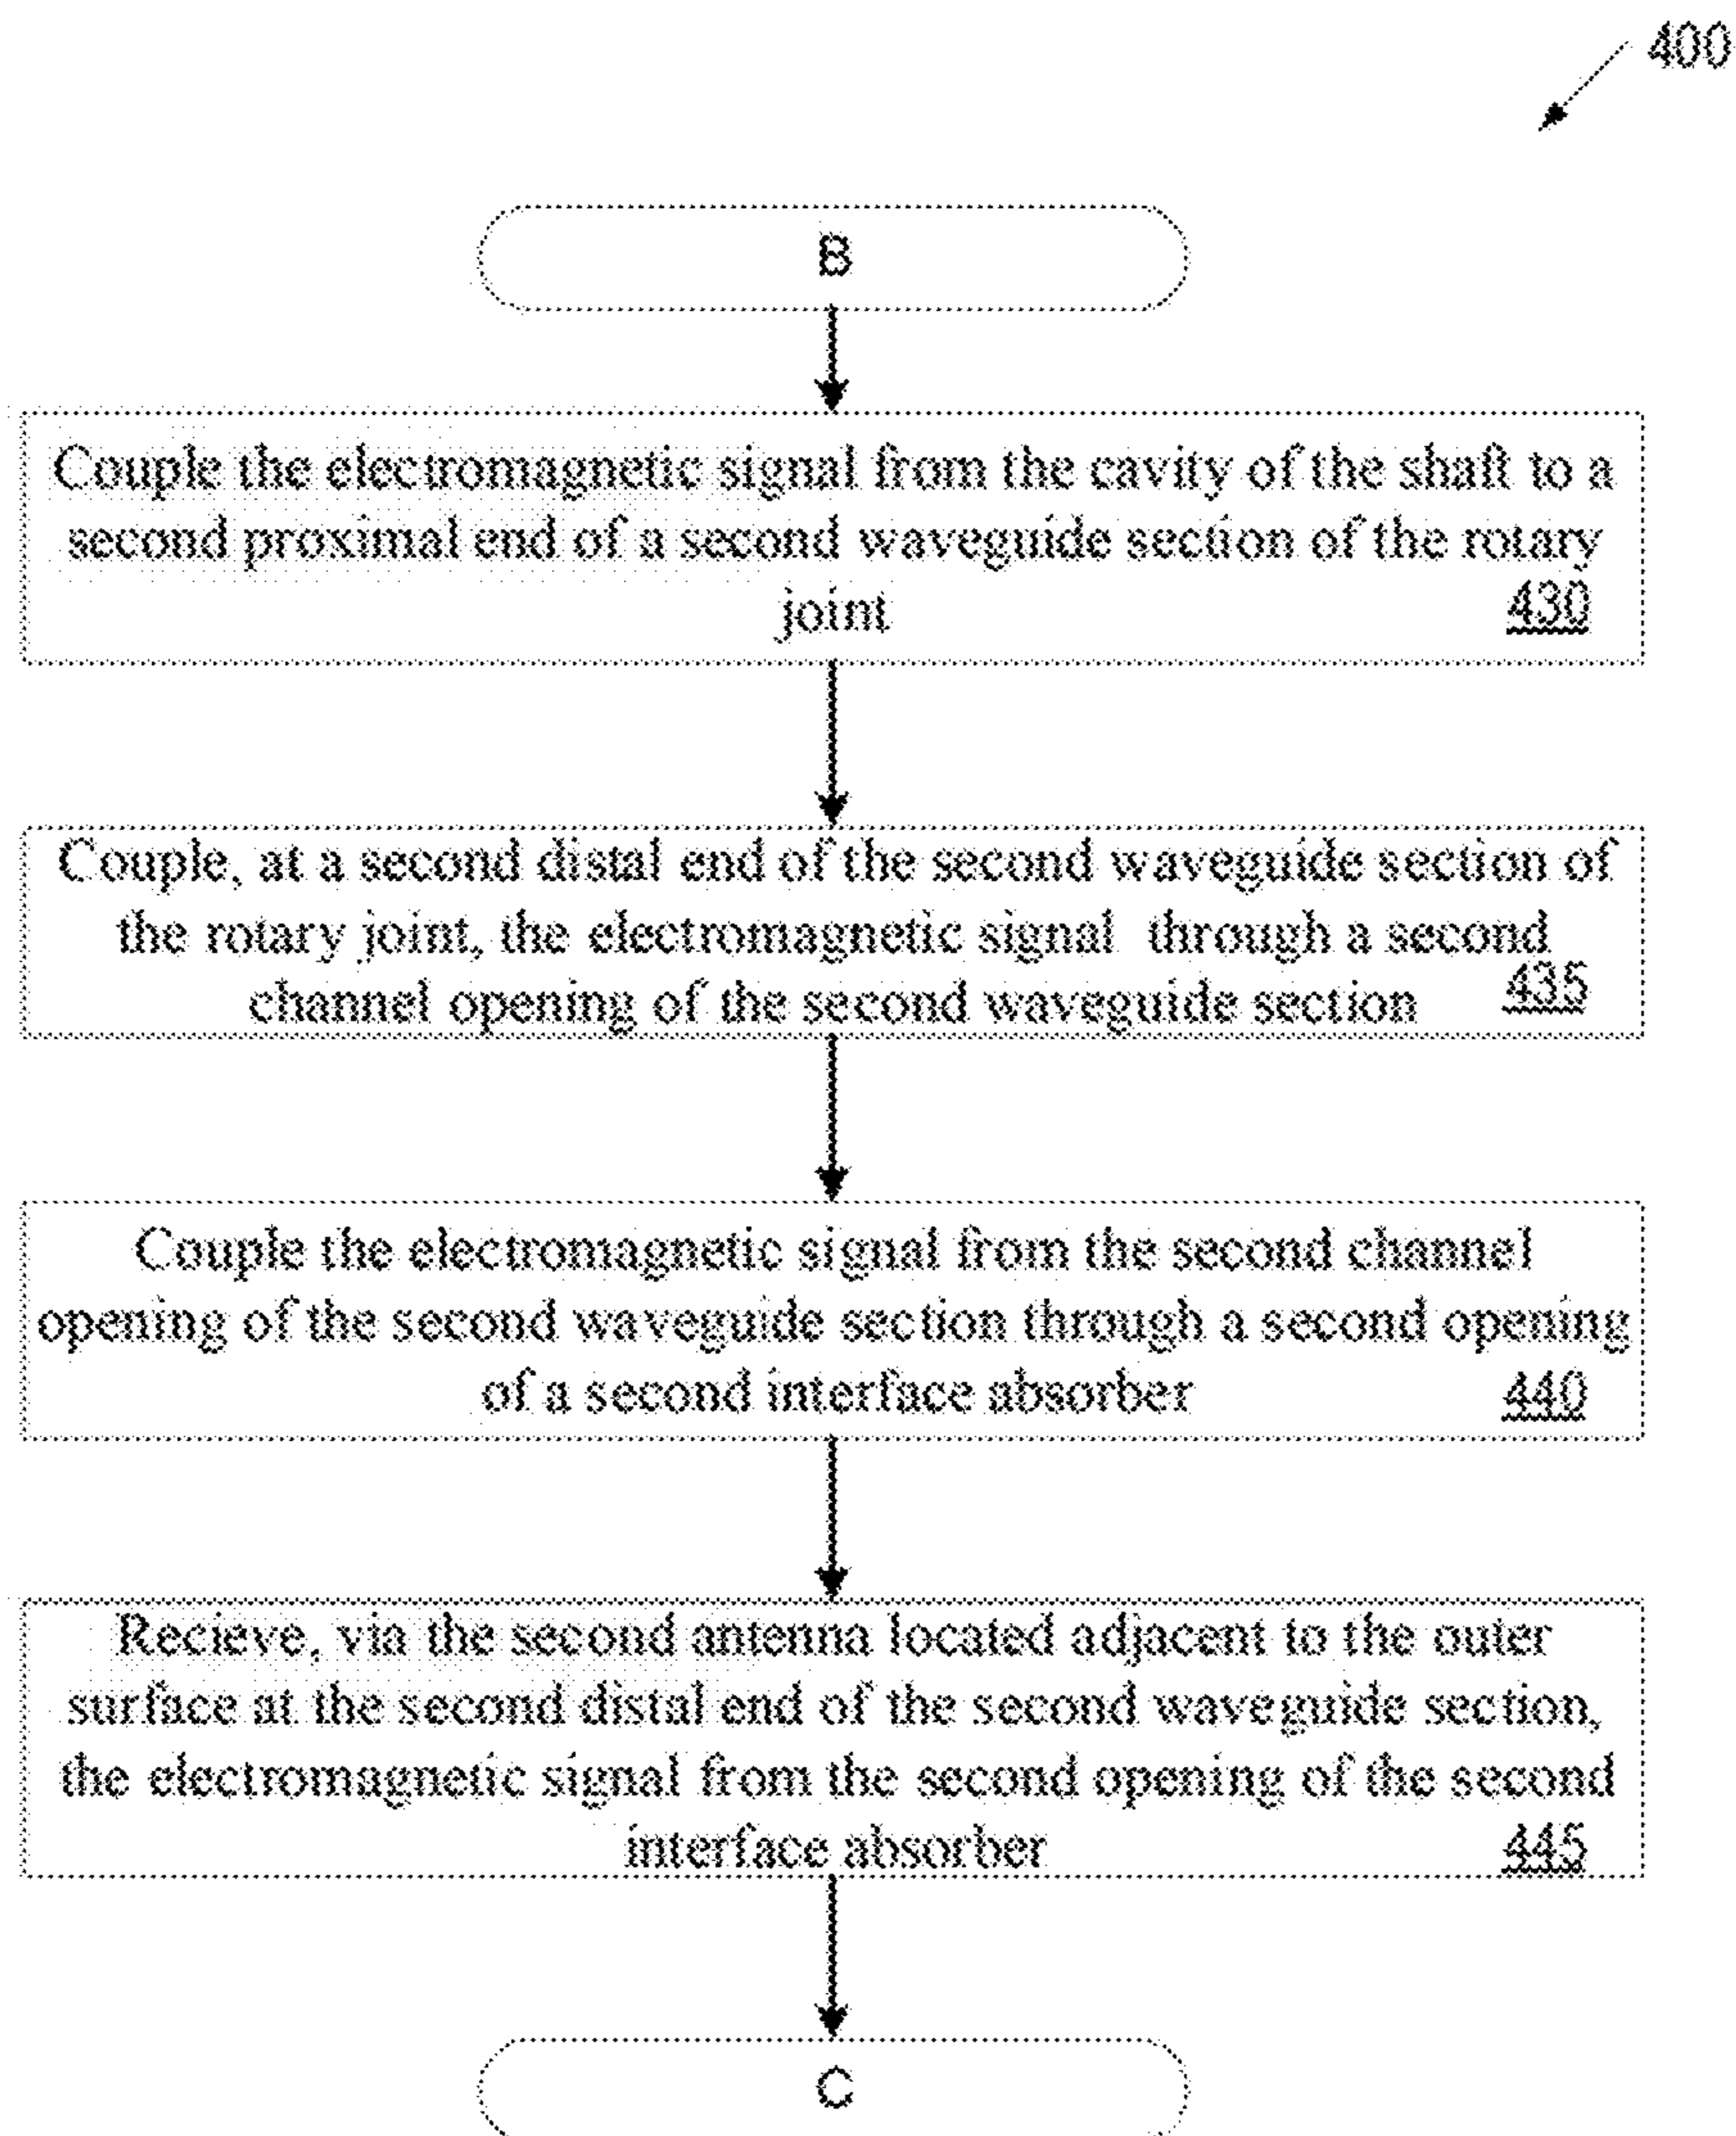 400
B
Couple the electromagnetic signal from the cavity of the shaft to a
second proximal end of a second waveguide section of the rotary
joint 430
Couple, at a second distal end of the second waveguide section of
the rotary joint, the electromagnetic signal through a second
channel opening of the second waveguide section 435
Couple the electromagnetic signal from the second channel
opening of the second waveguide section through a second opening
of a second interface absorber 440
Recieve, via the second antenna located adjacent to the outer
surface at the second distal end of the second waveguide section,
the electromagnetic signal from the second opening of the second
interface absorber 445
C